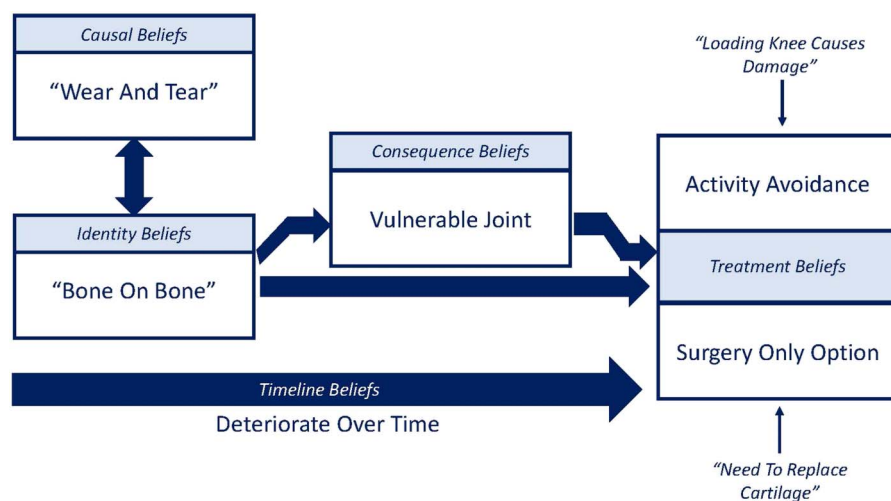 Causal Beliefs
“Wear And Tear”
Identity Beliefs
“Bone On Bone”
Consequence Beliefs
Vulnerable Joint
Timeline Beliefs
Deteriorate Over Time
“Loading Knee Causes
Damage”
Activity Avoidance
Treatment Beliefs
Surgery Only Option
“Need To Replace
Cartilage”